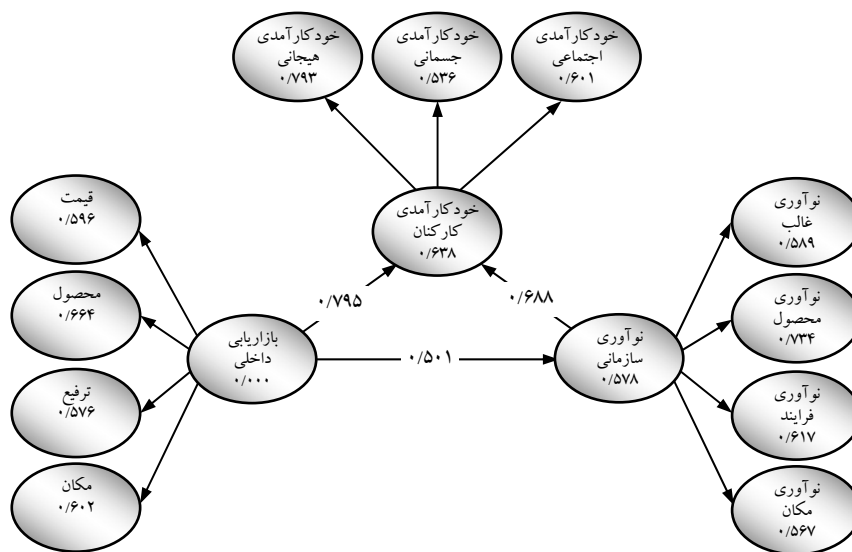 خودکارآمدی
هیجانی
۰/۷۹۳
خودکارآمدی
جسمانی
۰/۵۳۶
خودکارآمدی
اجتماعی
۰/۶۰۱
خودکارآمدی
کارکنان
۰/۶۳۸
قیمت
۰/۵۹۶
محصول
۰/۶۶۴
ترفیع
۰/۵۷۶
مکان
۰/۶۰۲
بازاریابی
داخلی
۰/۰۰۰
۰/۷۹۵
۰/۶۸۸
۰/۵۰۱
نوآوری
سازمانی
۰/۵۷۸
نوآوری
غالب
۰/۵۸۹
نوآوری
محصول
۰/۷۳۴
نوآوری
فرایند
۰/۶۱۷
نوآوری
مکان
۰/۵۶۷